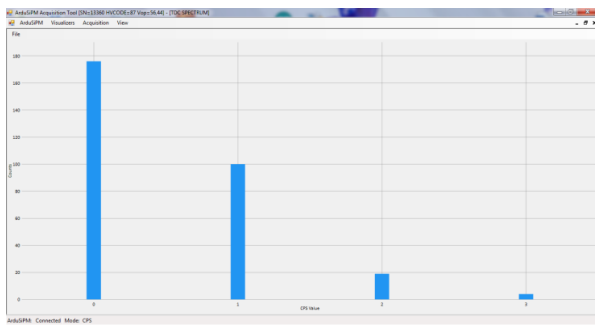 ArduSiPM Acquisition Tool [SN=13360 HVCODE=87 Vap=56,44] - [TDC SPECTRUM]
ArduSiPM Visualizers Acquisition View
File
180
160
140
120
100
80
60
40
20
0
Counts
0 1 2 3
CPS Value
ArduSiPM: Connected Mode: CPS